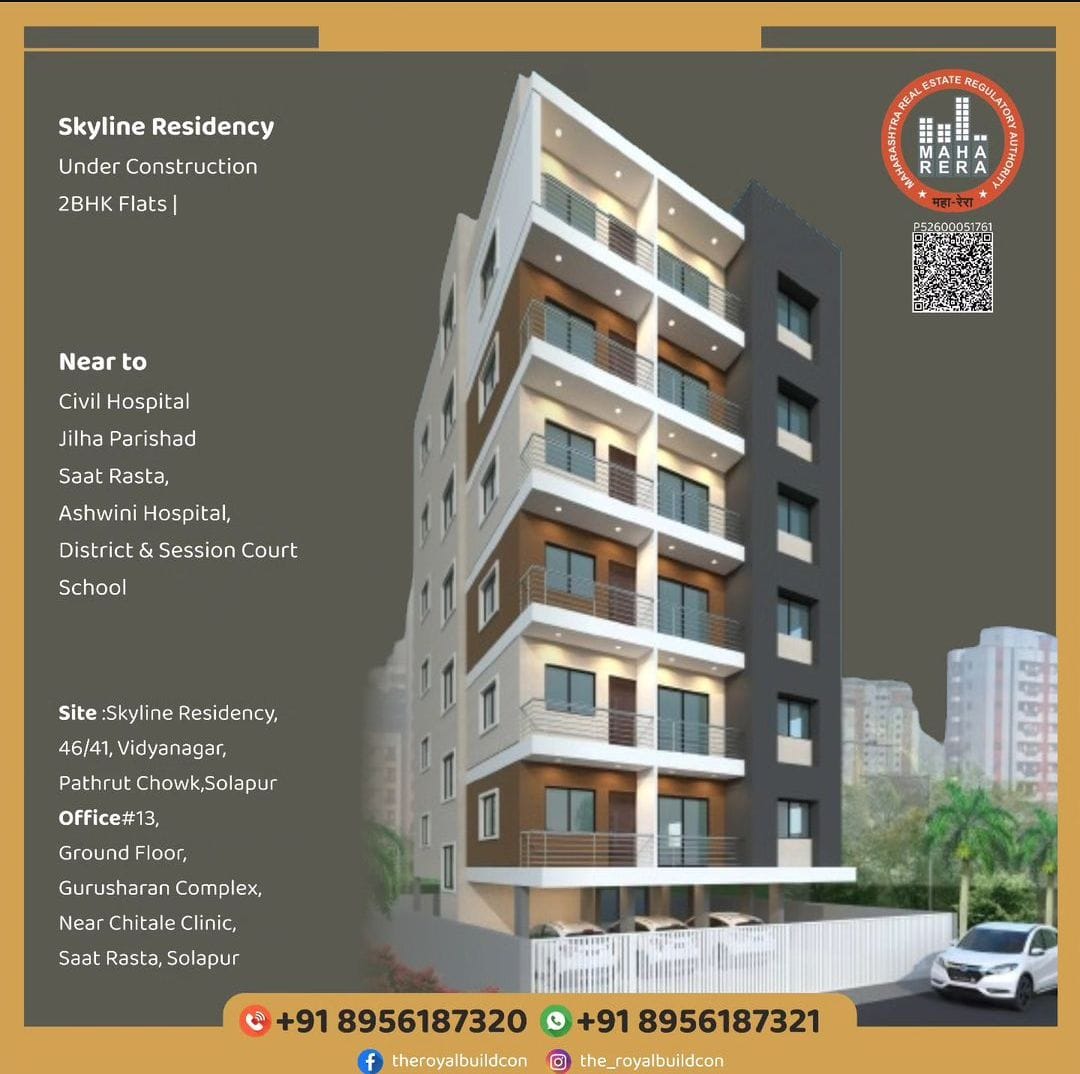 Skyline Residency
Under Construction
2BHK Flats |
MAHARASHTRA REAL ESTATE REGULATORY AUTHORITY
MAHA
RERA
महा-रेरा
P52600051761
Near to
Civil Hospital
Jilha Parishad
Saat Rasta,
Ashwini Hospital,
District & Session Court
School
Site :Skyline Residency,
46/41, Vidyanagar,
Pathrut Chowk,Solapur
Office#13,
Ground Floor,
Gurusharan Complex,
Near Chitale Clinic,
Saat Rasta, Solapur
+91 8956187320 +91 8956187321
theroyalbuildcon the_royalbuildcon